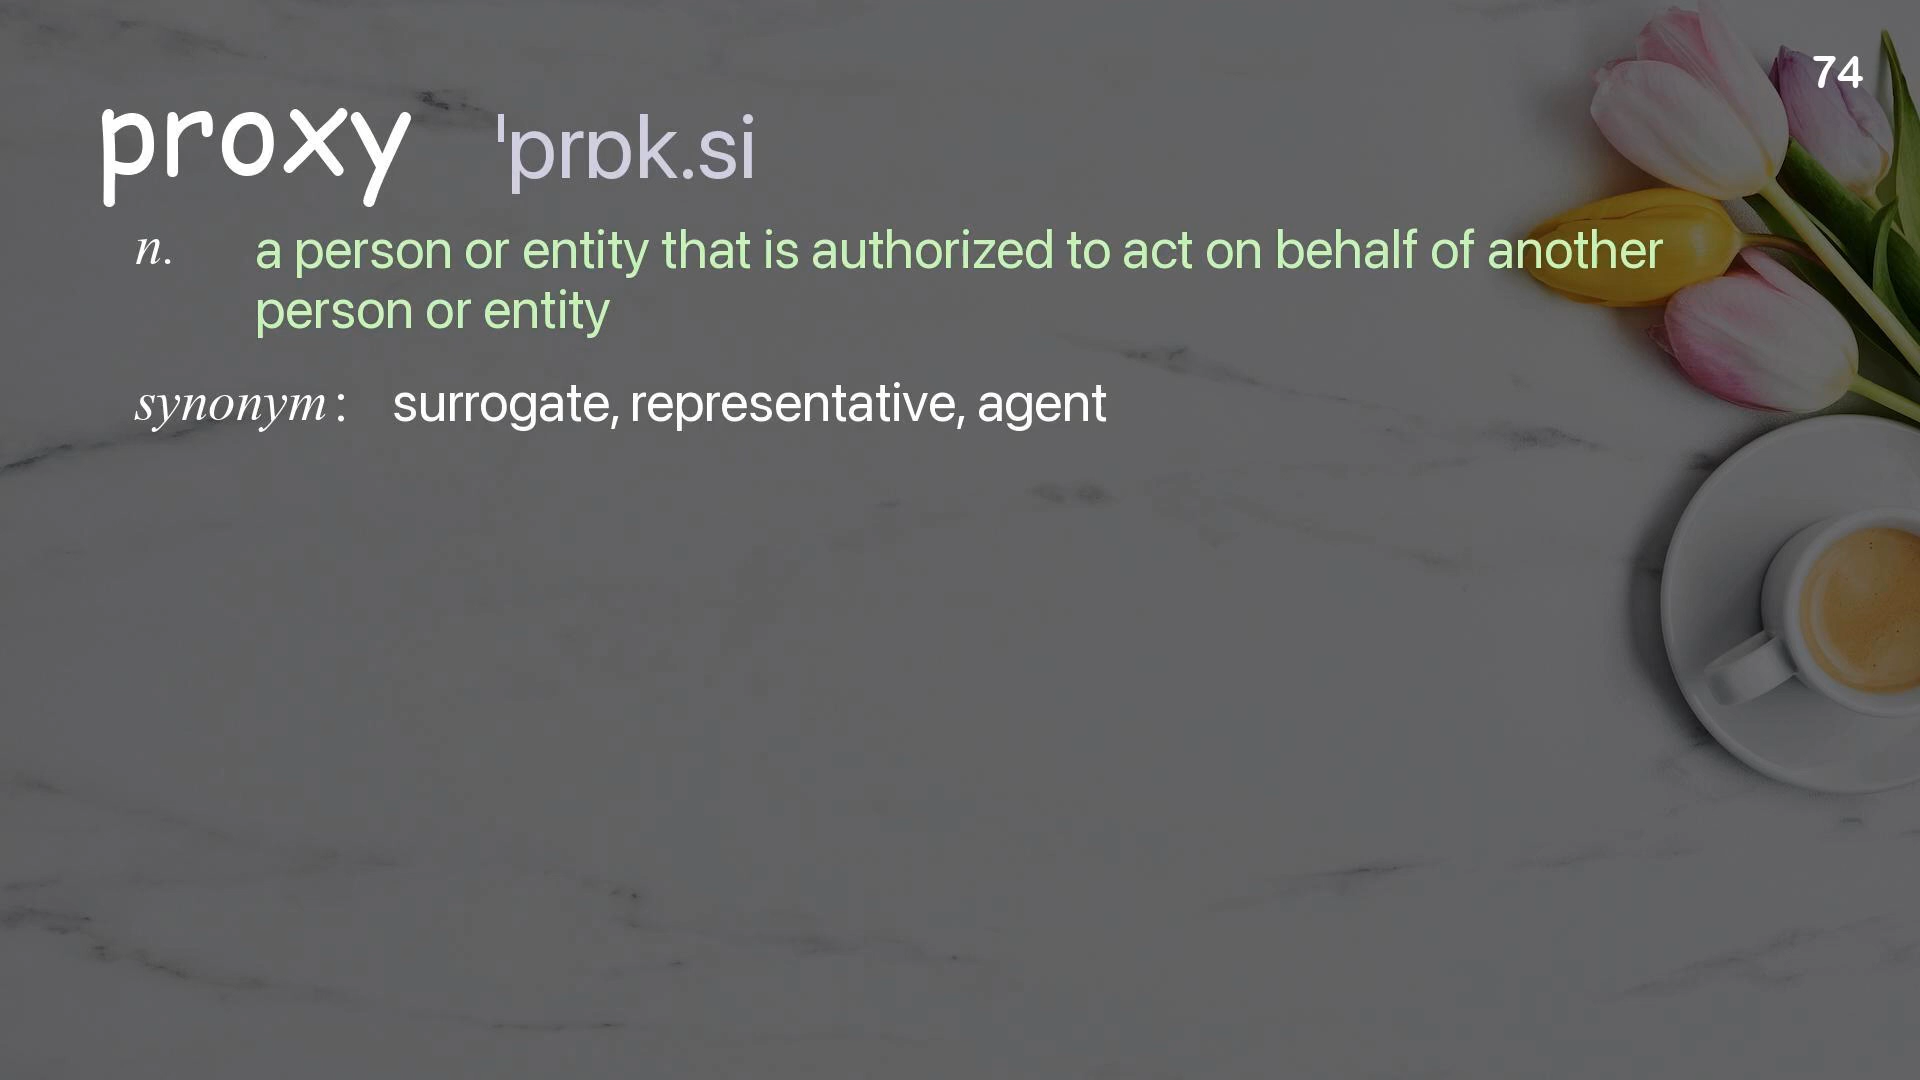 74
proxy ˈprɒk.si
n. a person or entity that is authorized to act on behalf of another
person or entity
synonym: surrogate, representative, agent